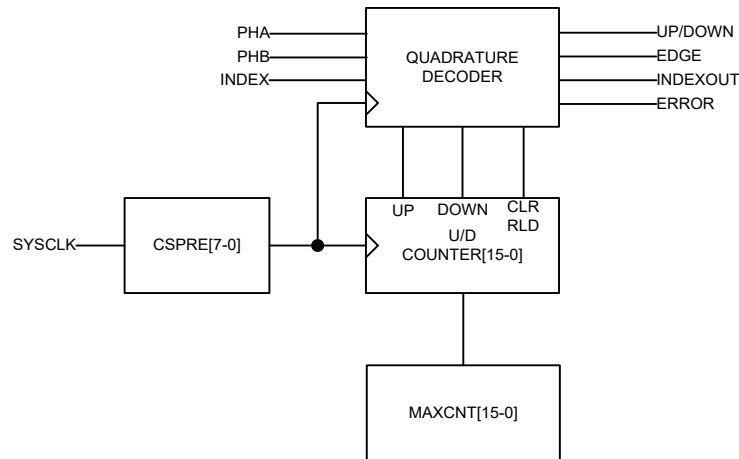 PHA
PHB
INDEX
QUADRATURE
DECODER
UP/DOWN
EDGE
INDEXOUT
ERROR
SYSCLK
CSPRE[7-0]
UP
DOWN
CLR
RLD
U/D
COUNTER[15-0]
MAXCNT[15-0]